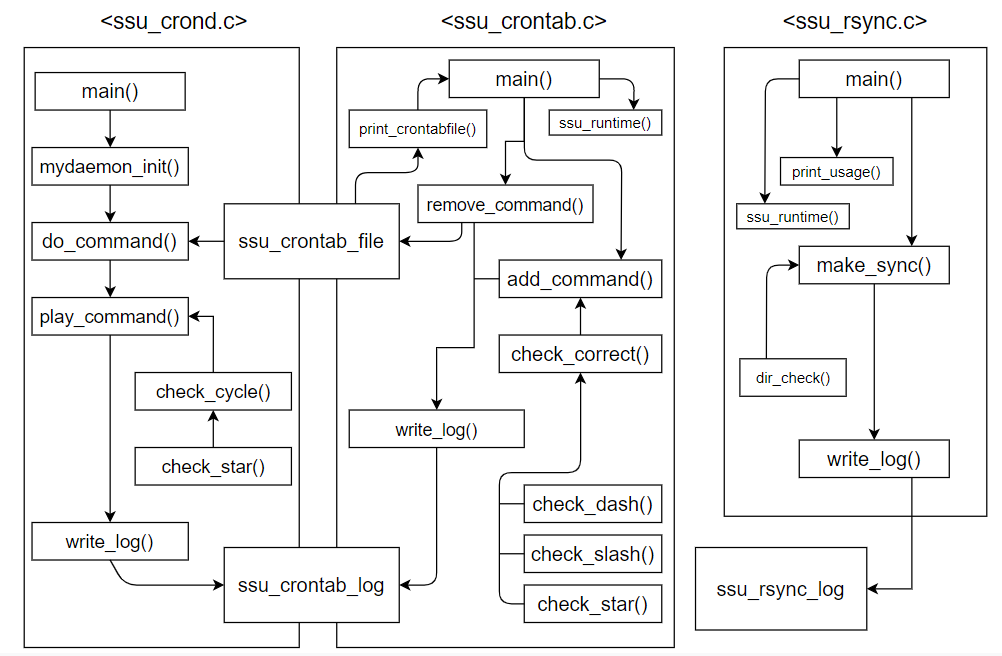 <ssu_crond.c>
<ssu_crontab.c>
<ssu_rsync.c>
main()
mydaemon_init()
do_command()
play_command()
check_cycle()
check_star()
write_log()
ssu_crontab_file
ssu_crontab_log
main()
print_crontabfile()
ssu_runtime()
remove_command()
add_command()
check_correct()
write_log()
check_dash()
check_slash()
check_star()
main()
print_usage()
ssu_runtime()
make_sync()
dir_check()
write_log()
ssu_rsync_log